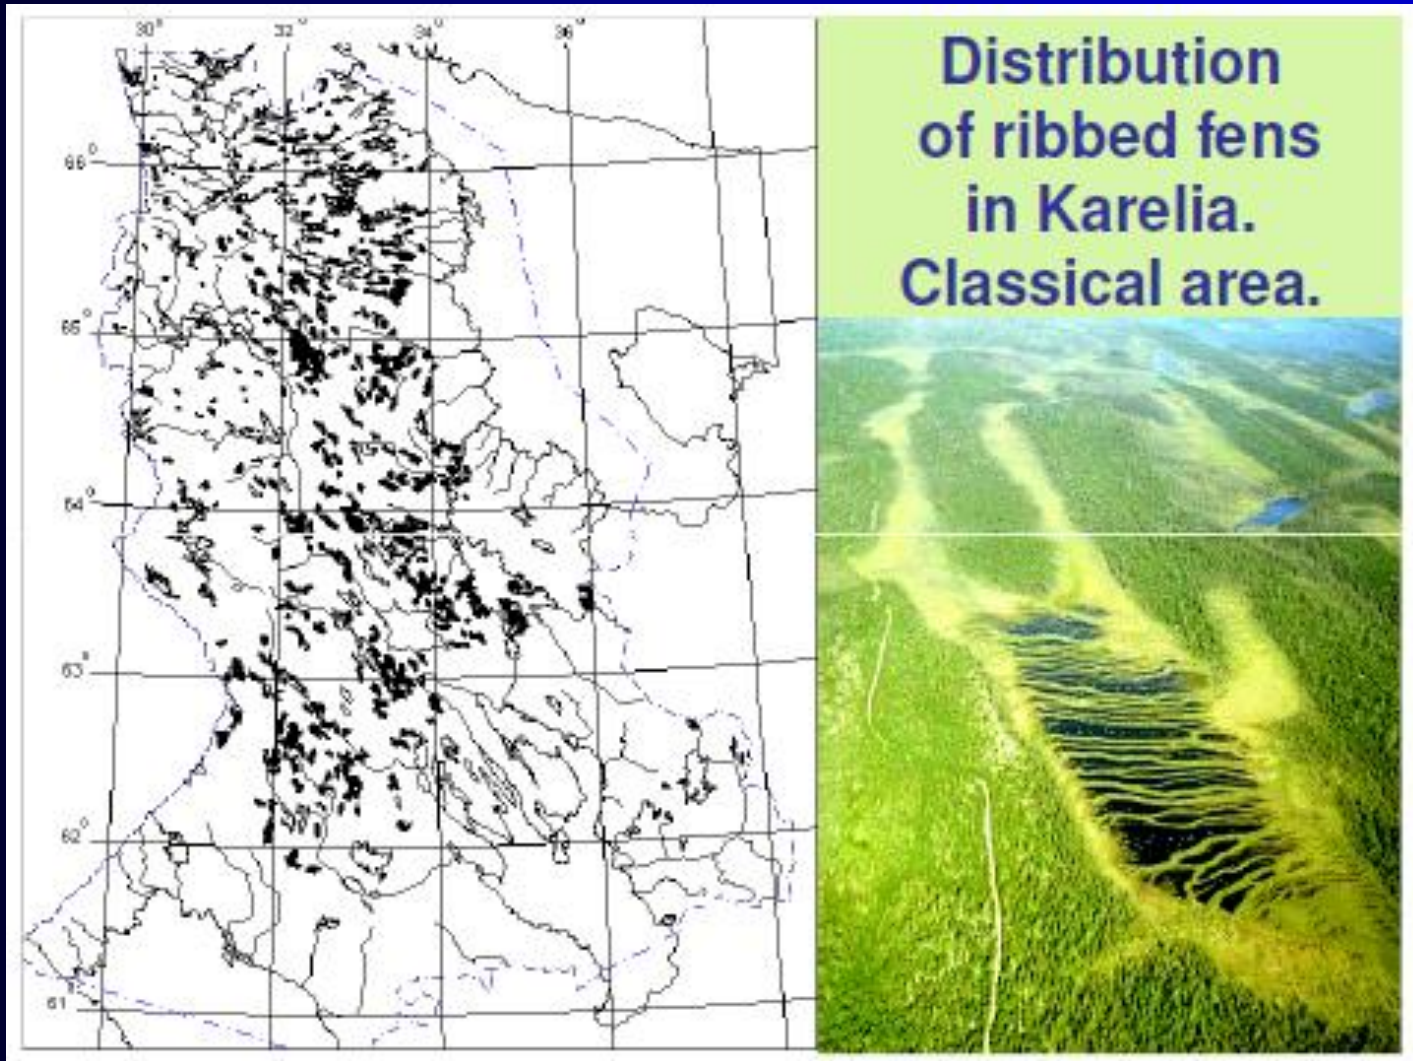 30°
32°
34°
36°
66°
65°
64°
63°
62°
61
Distribution
of ribbed fens
in Karelia.
Classical area.